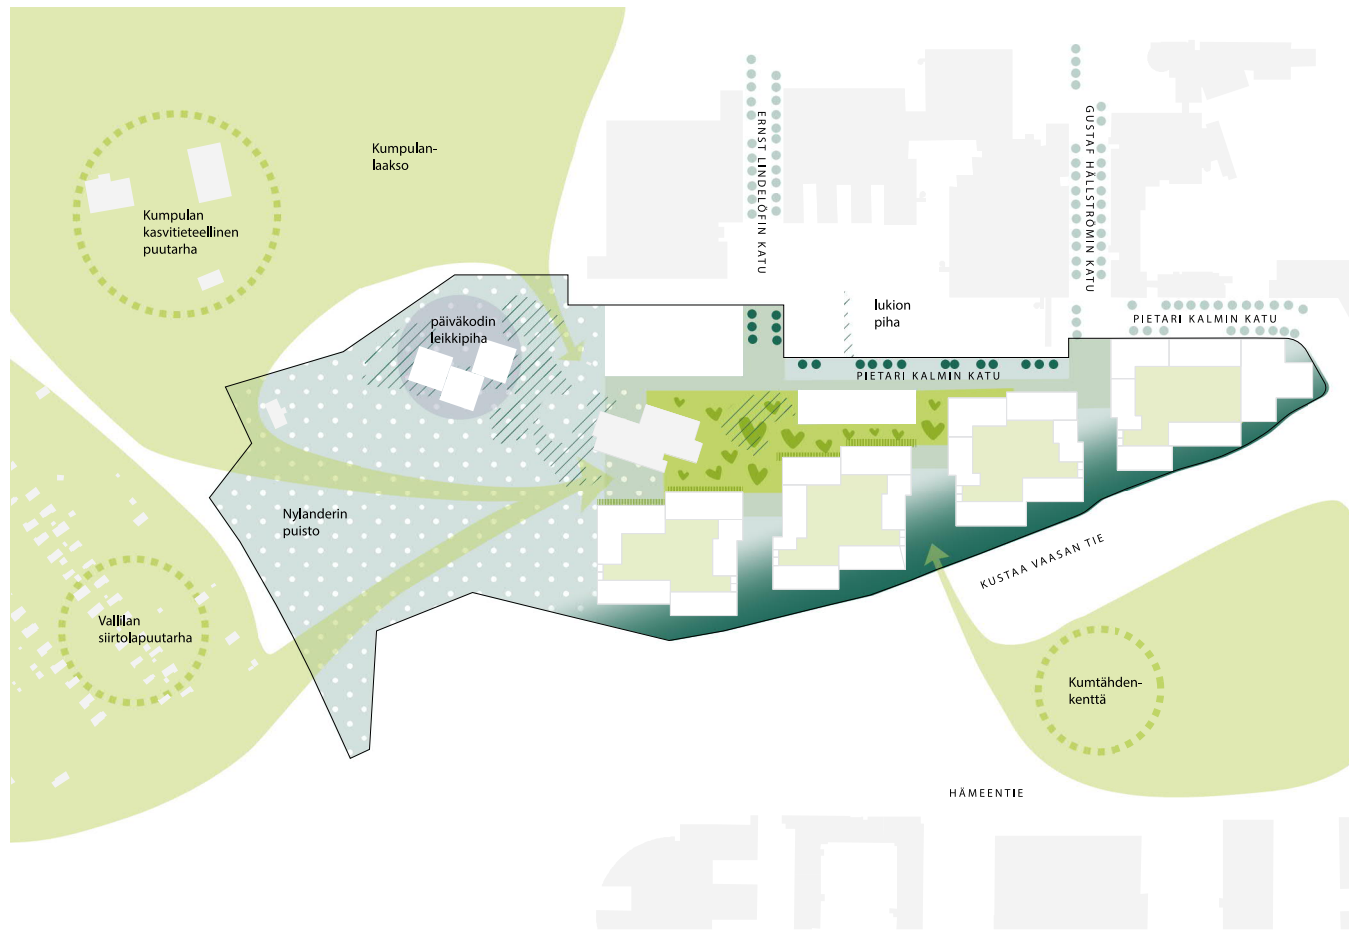 Kumpulan-
laakso
Kumpulan
kasvitieteellinen
puutarha
ERNST LINDELÖFIN KATU
GUSTAF HÄLLSTRÖMIN KATU
päiväkodin
leikkipiha
lukion
piha
PIETARI KALMIN KATU
PIETARI KALMIN KATU
Nylanderin
puisto
KUSTAA VAASAN TIE
Vallilan
siirtolapuutarha
Kumtähden-
kenttä
HÄMEENTIE